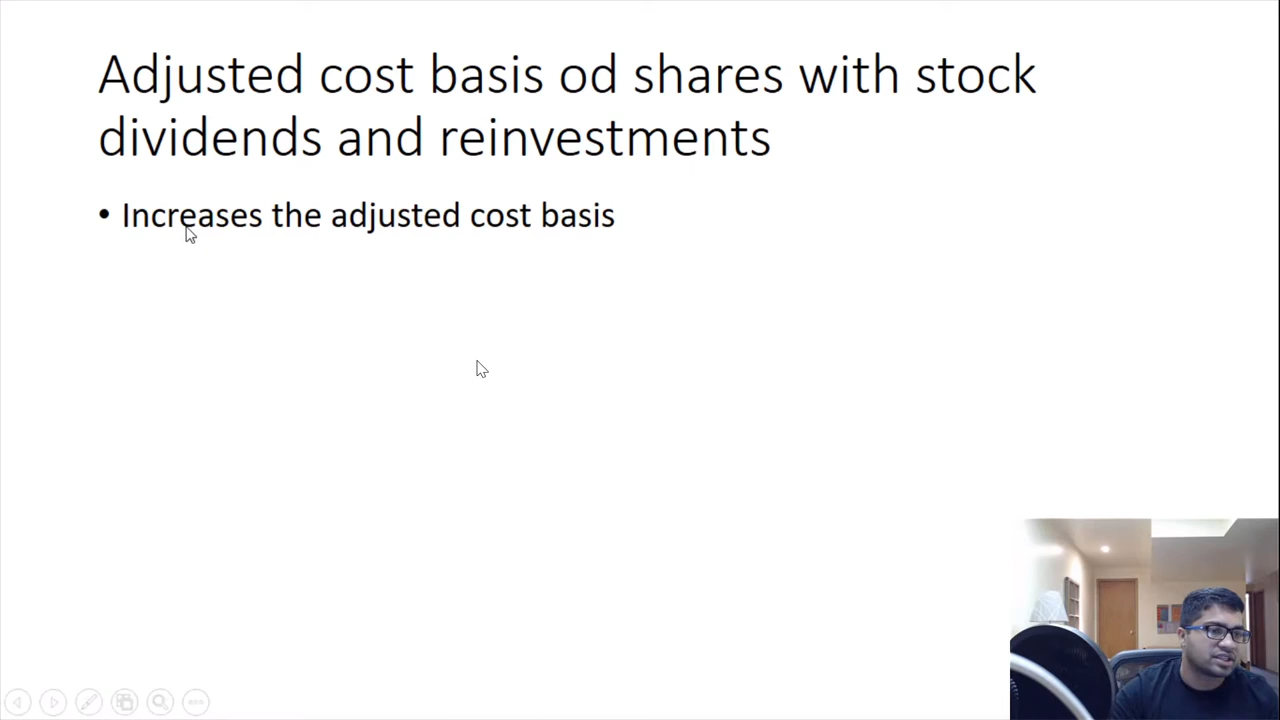 Adjusted cost basis od shares with stock
dividends and reinvestments
• Increases the adjusted cost basis